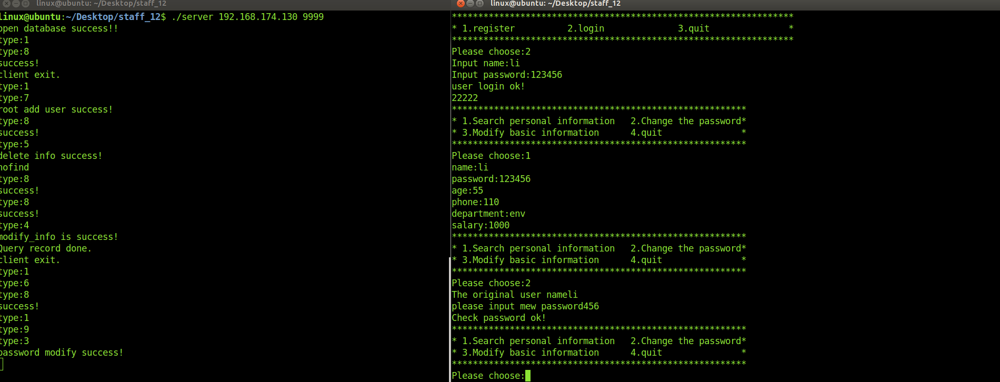 linux@ubuntu: ~/Desktop/staff_12
linux@ubuntu:~/Desktop/staff_12$ ./server 192.168.174.130 9999
open database success!!
type:1
type:8
success!
client exit.
type:1
type:7
root add user success!
type:8
success!
type:5
delete info success!
nofind
type:8
success!
type:8
success!
type:4
modify_info is success!
Query record done.
client exit.
type:1
type:6
type:8
success!
type:1
type:9
type:3
password modify success!
linux@ubuntu: ~/Desktop/staff_12
*****************************************************************
* 1.register          2.login              3.quit               *
*****************************************************************
Please choose:2
Input name:li
Input password:123456
user login ok!
22222
********************************************************
* 1.Search personal information   2.Change the password*
* 3.Modify basic information      4.quit               *
********************************************************
Please choose:1
name:li
password:123456
age:55
phone:110
department:env
salary:1000
********************************************************
* 1.Search personal information   2.Change the password*
* 3.Modify basic information      4.quit               *
********************************************************
Please choose:2
The original user nameli
please input mew password456
Check password ok!
********************************************************
* 1.Search personal information   2.Change the password*
* 3.Modify basic information      4.quit               *
********************************************************
Please choose: